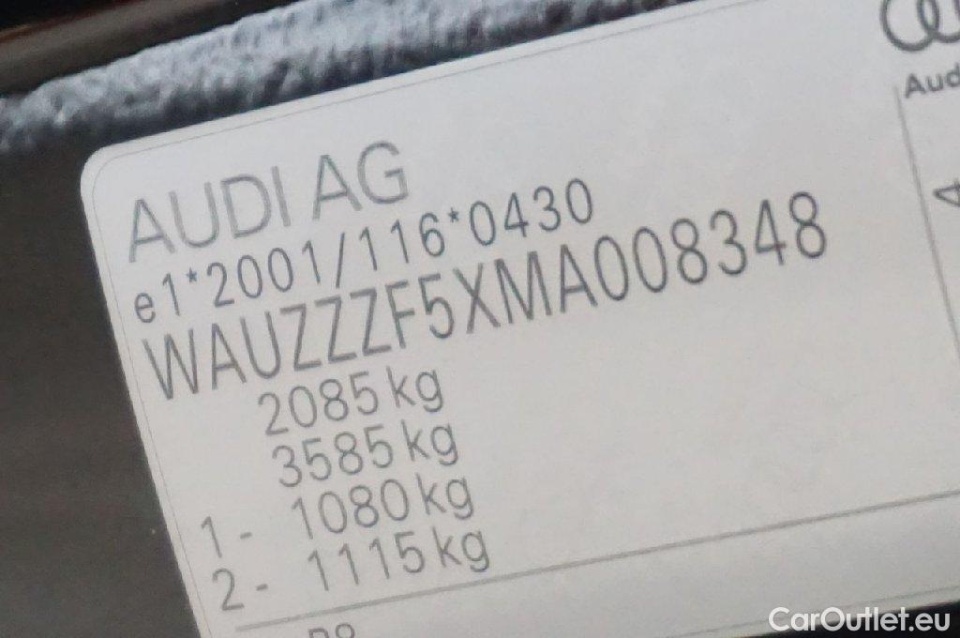 AUDI AG
e1*2001/116*0430
WAUZZZF5XMA008348
2085 kg
3585 kg
1- 1080 kg
2- 1115 kg
CarOutlet.eu